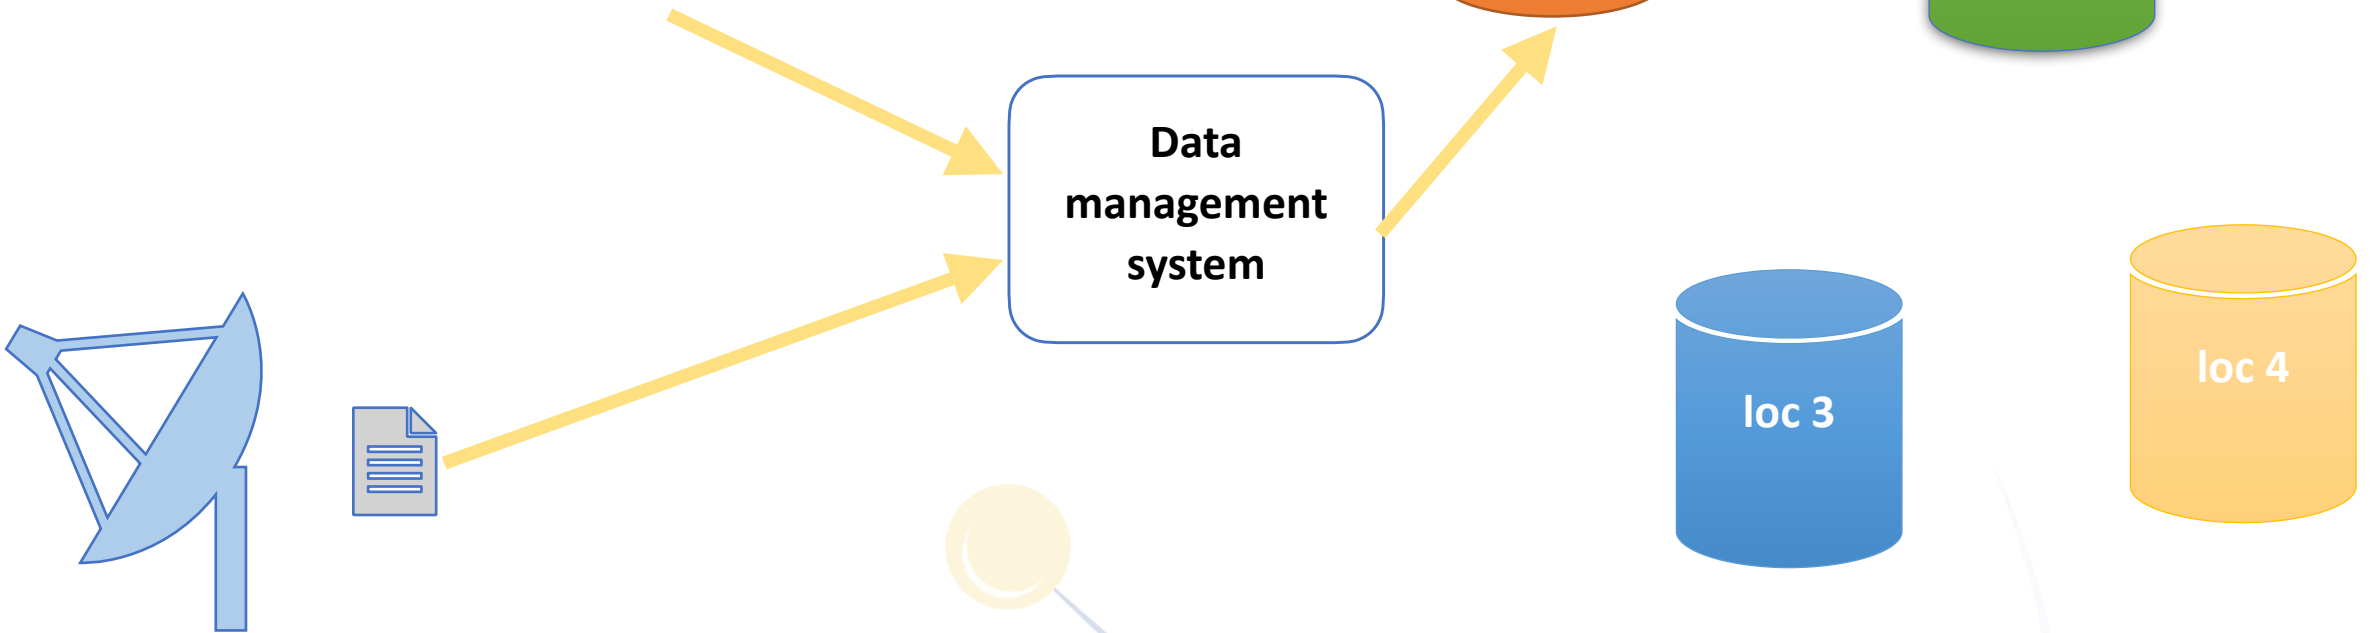 Data
management
system
loc 4
loc 3